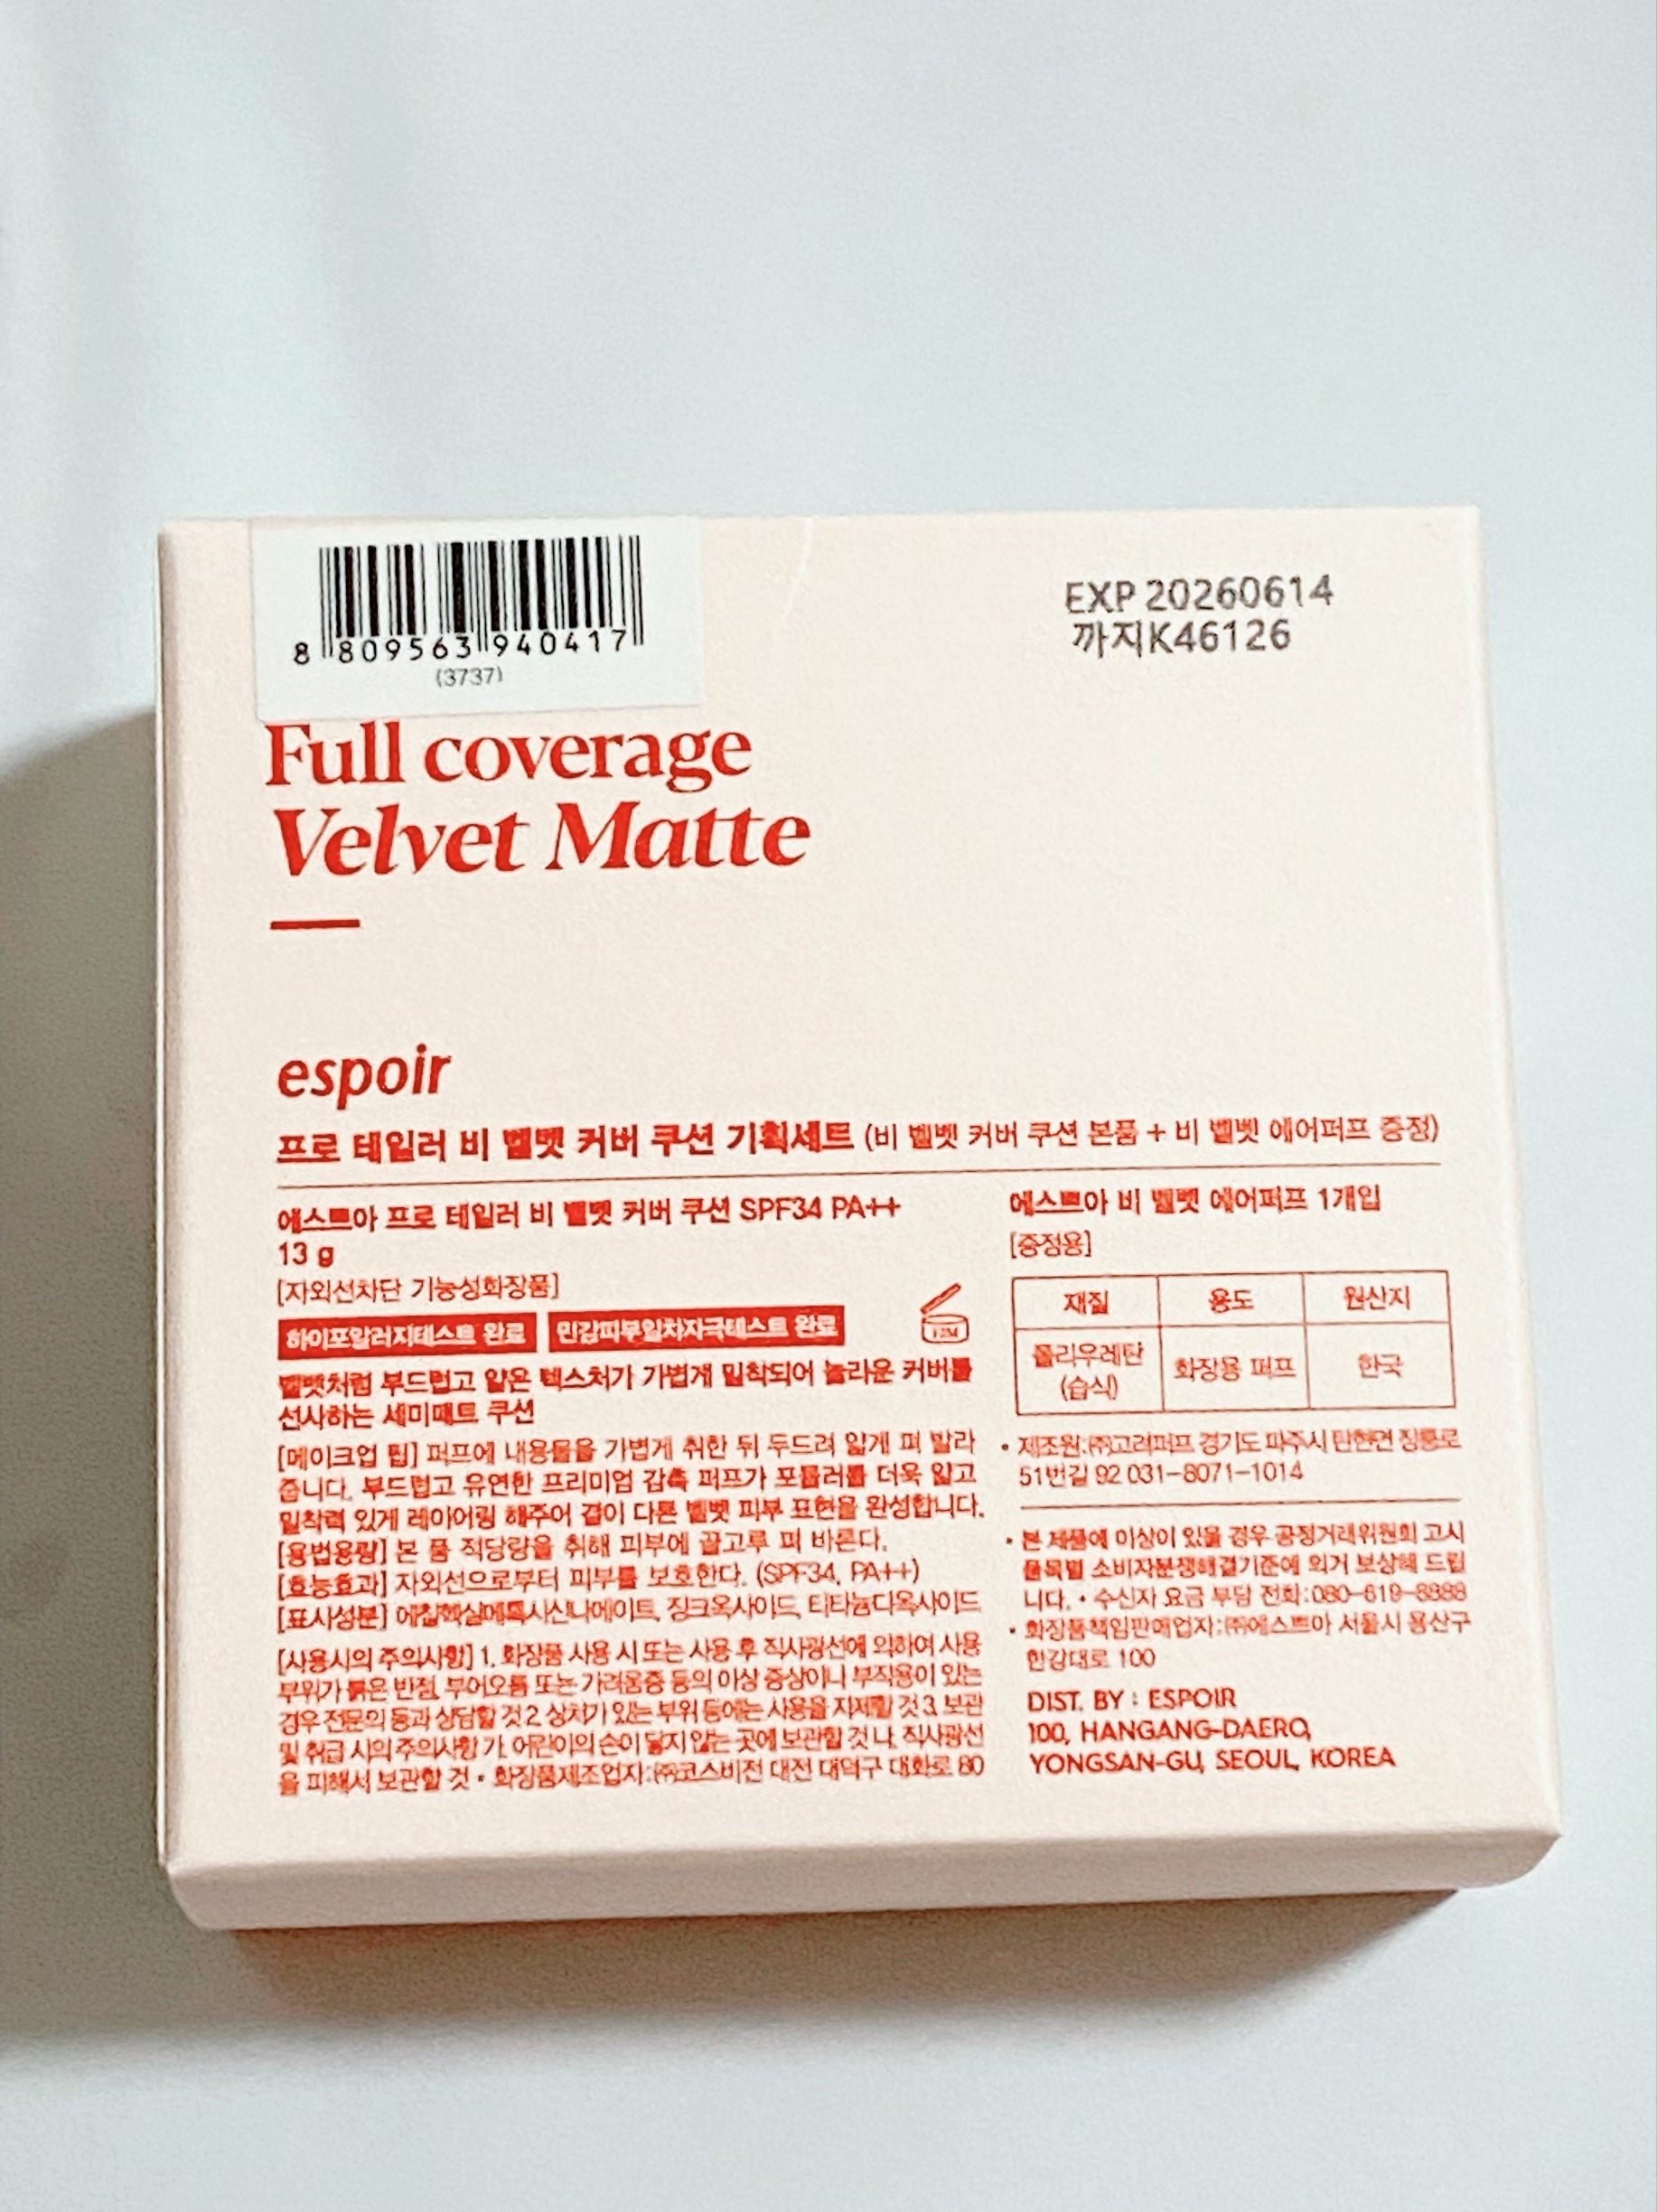 8 809563 940417
(3737)
EXP 20260614
까지K46126
Full coverage
Velvet Matte
espoir
프로 테일러 비 벨벳 커버 쿠션 기획세트 (비 벨벳 커버 쿠션 본품 + 비 벨벳 에어퍼프 증정)
에스쁘아 프로 테일러 비 벨벳 커버 쿠션 SPF34 PA++
13 g
[자외선차단 기능성화장품]
하이포알러지테스트 완료 민감피부일차자극테스트 완료
12M
벨벳처럼 부드럽고 얇은 텍스처가 가볍게 밀착되어 놀라운 커버를
선사하는 세미매트 쿠션
[메이크업 팁] 퍼프에 내용물을 가볍게 취한 뒤 두드려 얇게 펴 발라
줍니다. 부드럽고 유연한 프리미엄 감촉 퍼프가 포뮬러를 더욱 얇고
밀착력 있게 레이어링 해주어 결이 다른 벨벳 피부 표현을 완성합니다.
[용법용량] 본 품 적당량을 취해 피부에 골고루 펴 바른다.
[효능효과] 자외선으로부터 피부를 보호한다. (SPF34, PA++)
[표시성분] 에칠헥실메톡시신나메이트, 징크옥사이드, 티타늄디옥사이드
[사용시의 주의사항] 1. 화장품 사용 시 또는 사용 후 직사광선에 의하여 사용
부위가 붉은 반점, 부어오름 또는 가려움증 등의 이상 증상이나 부작용이 있는
경우 전문의 등과 상담할 것 2. 상처가 있는 부위 등에는 사용을 자제할 것 3. 보관
및 취급 시의 주의사항 가. 어린이의 손이 닿지 않는 곳에 보관할 것 나. 직사광선
을 피해서 보관할 것 • 화장품제조업자:㈜코스비전 대전 대덕구 대화로 80
에스쁘아 비 벨벳 에어퍼프 1개입
[증정용]
재질 용도 원산지
폴리우레탄
(습식) 화장용 퍼프 한국
• 제조원:㈜고려퍼프 경기도 파주시 탄현면 장릉로
51번길 92 031-8071-1014
• 본 제품에 이상이 있을 경우 공정거래위원회 고시
품목별 소비자분쟁해결기준에 의거 보상해 드립
니다. • 수신자 요금 부담 전화:080-619-8888
• 화장품책임판매업자:㈜에스쁘아 서울시 용산구
한강대로 100
DIST. BY : ESPOIR
100, HANGANG-DAERO,
YONGSAN-GU, SEOUL, KOREA